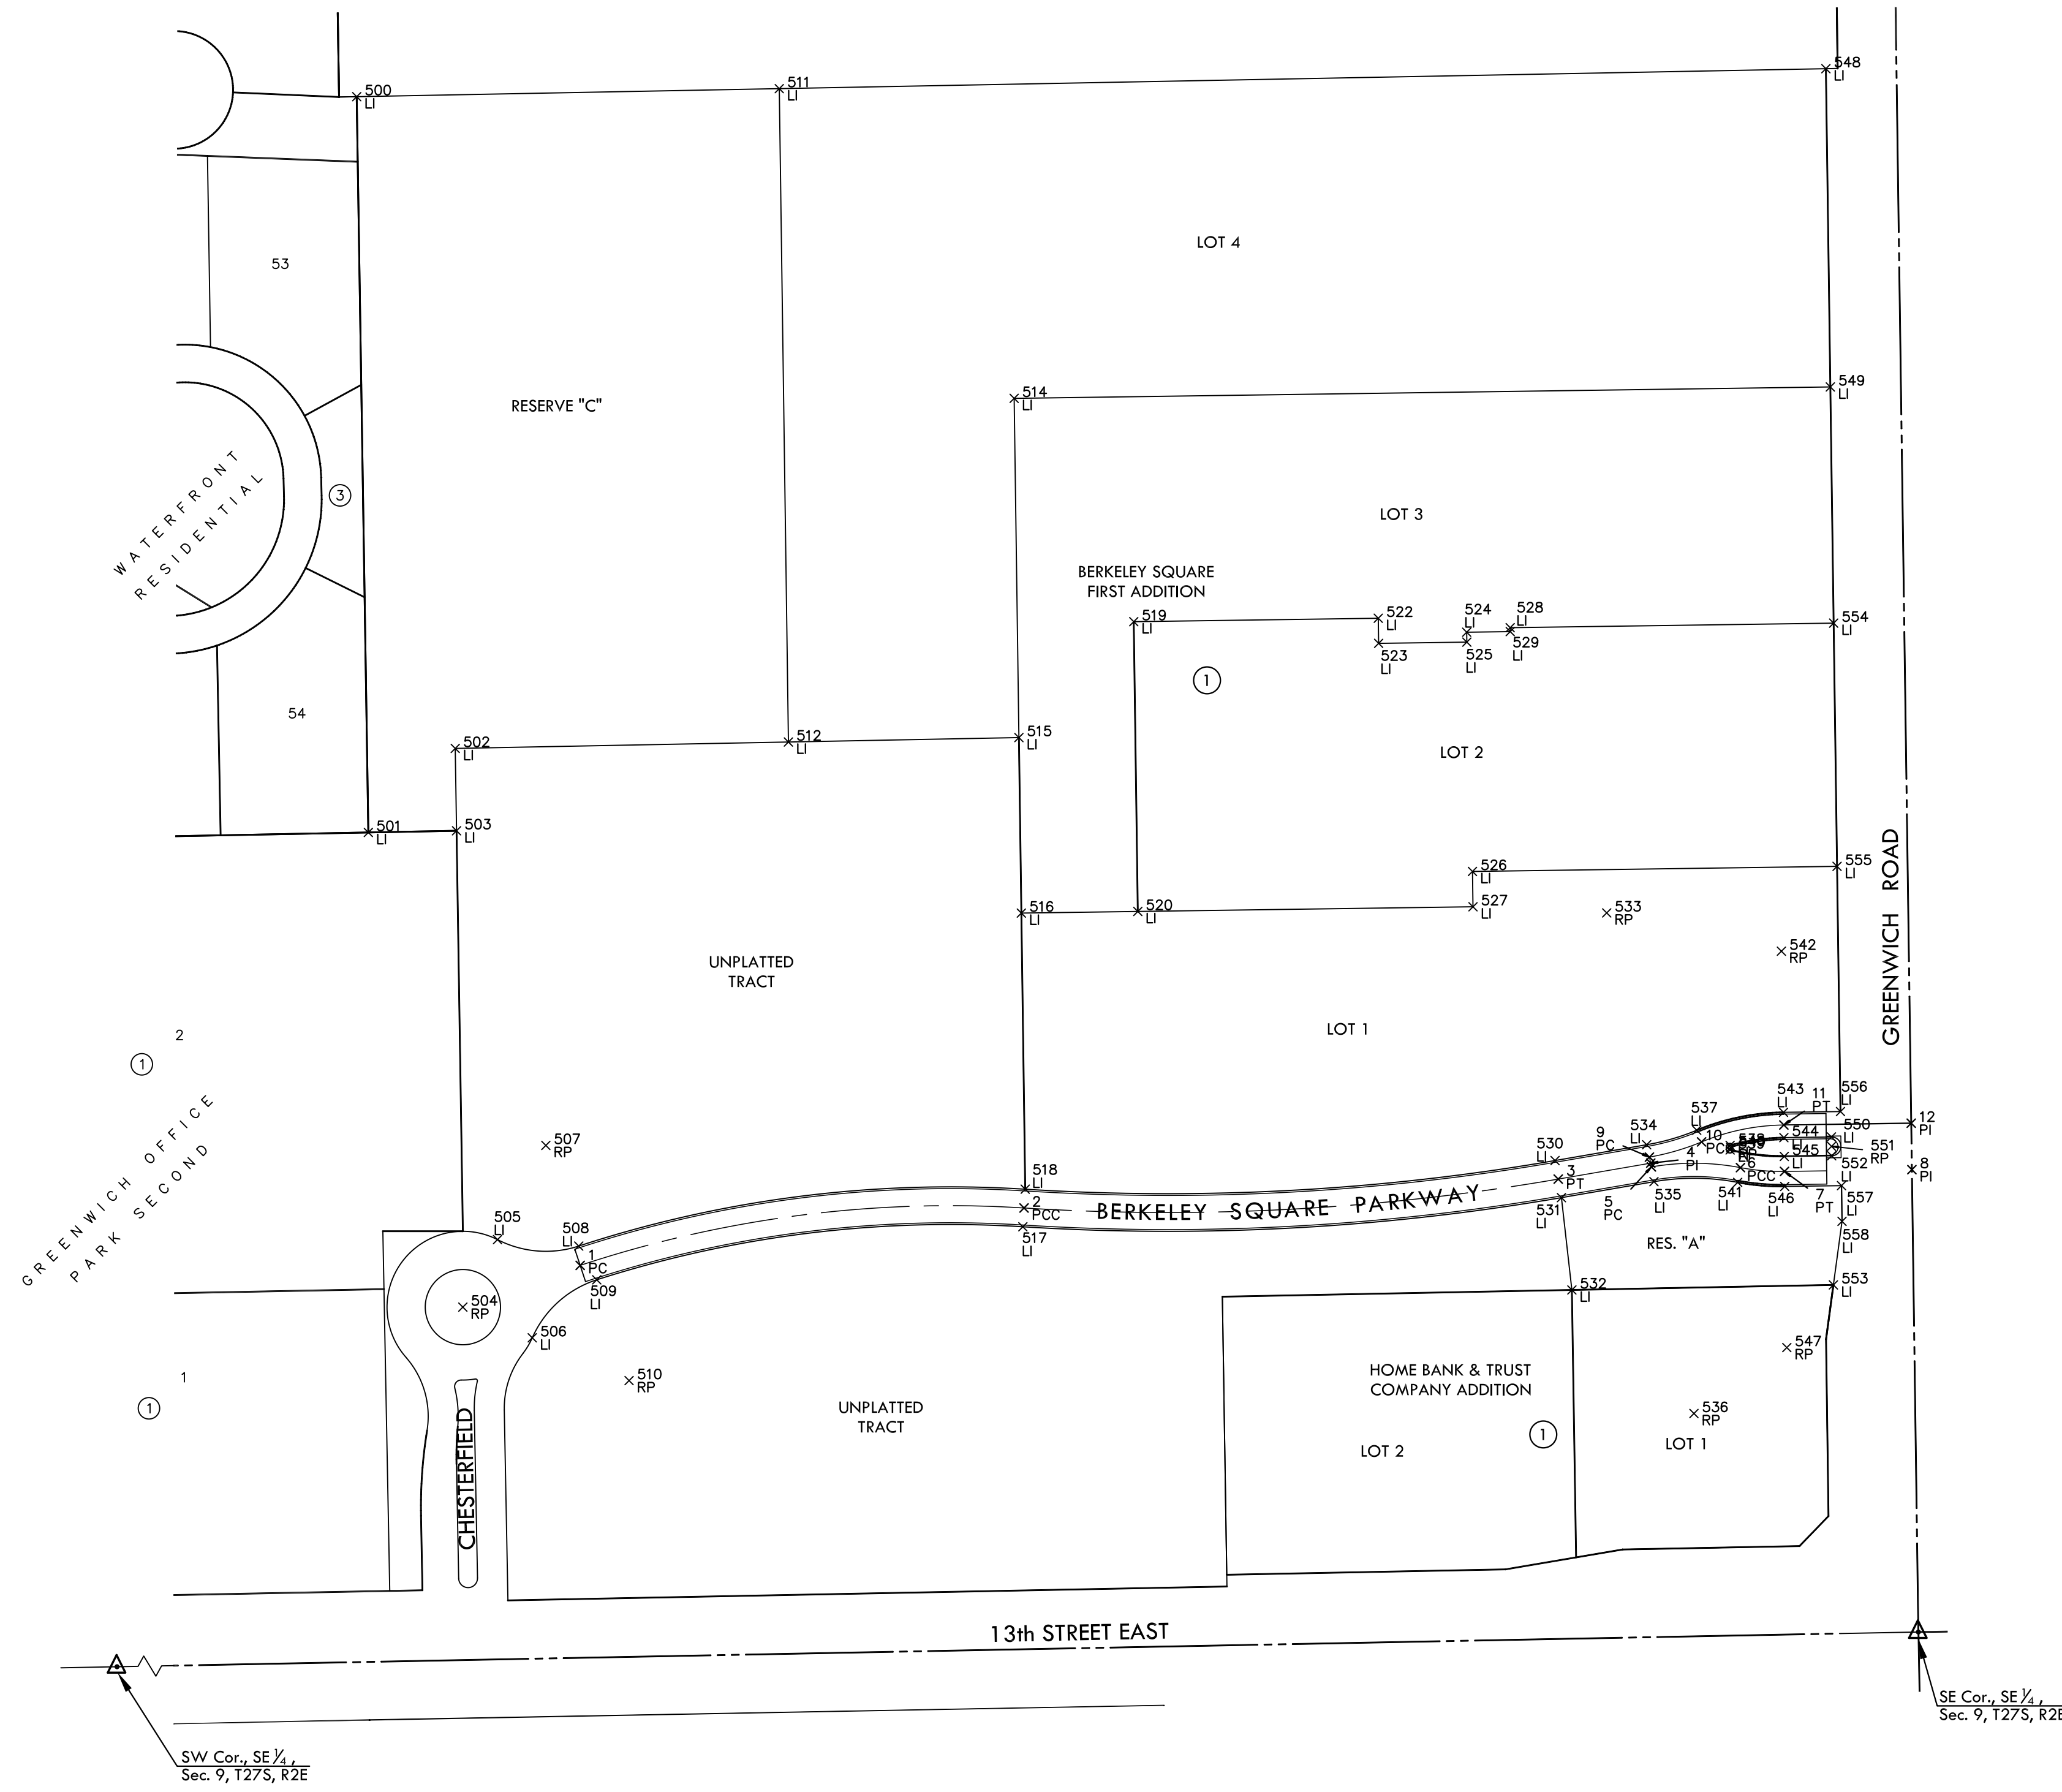 548
LI
500
LI
511
LI
LOT 4
53
549
LI
514
LI
RESERVE "C"
WATERFRONT
RESIDENTIAL
3
LOT 3
BERKELEY SQUARE
FIRST ADDITION
519
LI
522
LI
524
LI
528
LI
554
LI
523
LI
525
LI
529
LI
1
54
502
LI
512
LI
515
LI
LOT 2
501
LI
503
LI
GREENWICH ROAD
526
LI
555
LI
516
LI
520
LI
527
LI
533
RP
542
RP
UNPLATTED
TRACT
LOT 1
2
1
GREENWICH OFFICE
PARK SECOND
543
LI
11
PT
556
LI
537
LI
12
PI
534
LI
9
PC
10
PCC
544
LI
550
LI
551
RP
507
RP
530
LI
4
PI
545
LI
6
PCC
8
PI
552
LI
518
LI
3
PT
2
PCC
BERKELEY SQUARE PARKWAY
531
LI
5
PC
535
LI
541
LI
546
LI
7
PT
557
LI
505
LI
508
LI
517
LI
RES. "A"
558
LI
1
PC
509
LI
532
LI
553
LI
504
RP
506
LI
510
RP
547
RP
HOME BANK & TRUST
COMPANY ADDITION
1
1
UNPLATTED
TRACT
536
RP
1
LOT 2
LOT 1
CHESTERFIELD
13th STREET EAST
SE Cor., SE ¼,
Sec. 9, T27S, R2E
SW Cor., SE ¼,
Sec. 9, T27S, R2E